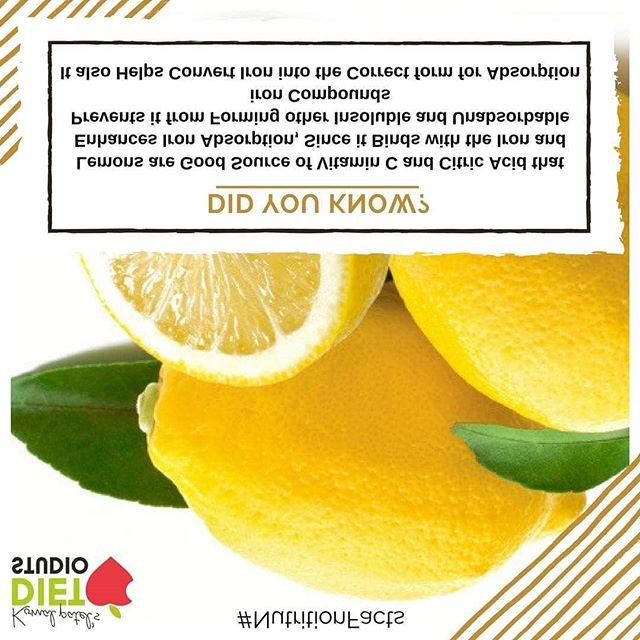 #NutritionFacts
Kamal patel's
DIET
STUDIO
DID YOU KNOW?
Lemons are Good Source of Vitamin C and Citric Acid that
Enhances Iron Absorption, Since it Binds with the Iron and
Prevents it from Forming other Insoluble and Unabsorbable
iron Compounds
It also Helps Convert Iron into the Correct form for Absorption